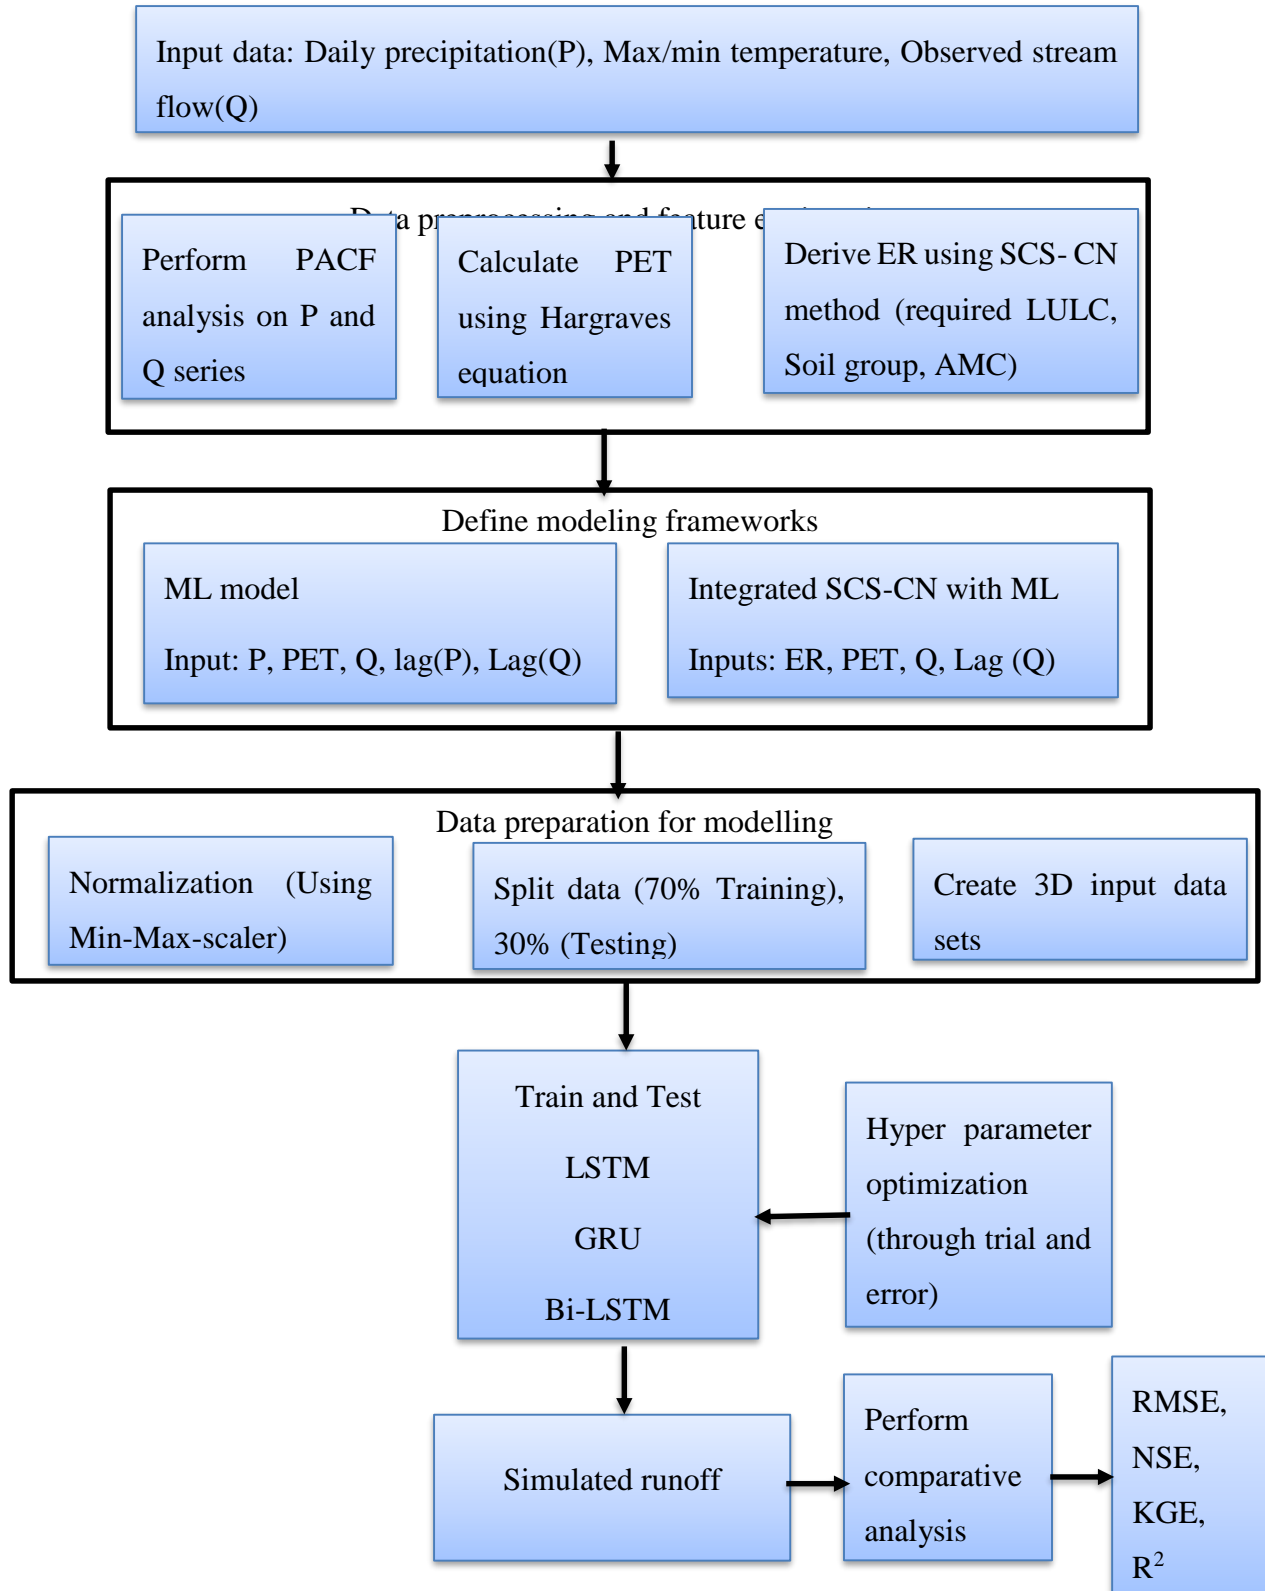 Input data: Daily precipitation(P), Max/min temperature, Observed stream
flow(Q)
Data preprocessing and feature
Perform PACF
analysis on P and
Q series
Calculate PET
using Hargraves
equation
Derive ER using SCS- CN
method (required LULC,
Soil group, AMC)
Define modeling frameworks
ML model
Input: P, PET, Q, lag(P), Lag(Q)
Integrated SCS-CN with ML
Inputs: ER, PET, Q, Lag (Q)
Data preparation for modelling
Normalization (Using
Min-Max-scaler)
Split data (70% Training),
30% (Testing)
Create 3D input data
sets
Train and Test
LSTM
GRU
Bi-LSTM
Hyper parameter
optimization
(through trial and
error)
Simulated runoff
Perform
comparative
analysis
RMSE,
NSE,
KGE,
R²